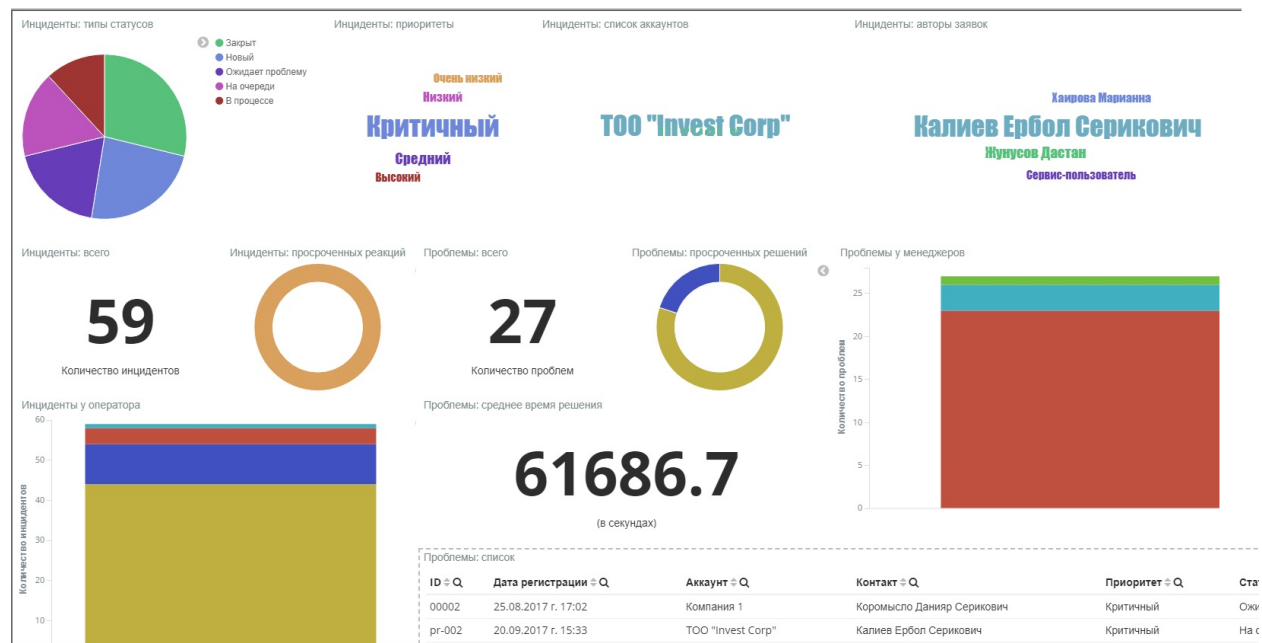 Инциденты: типы статусов
Закрыт
Новый
Ожидает проблему
На очереди
В процессе
Инциденты: приоритеты
Очень низкий
Низкий
Критичный
Средний
Высокий
Инциденты: список аккаунтов
ТОО "Invest Corp"
Инциденты: авторы заявок
Хаирова Марианна
Калиев Ербол Серикович
Жунусов Дастан
Сервис-пользователь
Инциденты: всего
59
Количество инцидентов
Инциденты: просроченных реакций
Проблемы: всего
27
Количество проблем
Проблемы: просроченных решений
Проблемы у менеджеров
Количество проблем
25
20
15
10
5
0
Инциденты у оператора
Количество инцидентов
60
50
40
30
20
10
Проблемы: среднее время решения
61686.7
(в секундах)
Проблемы: список
ID Дата регистрации Аккаунт Контакт Приоритет Ста
00002 25.08.2017 г. 17:02 Компания 1 Коромысло Данияр Серикович Критичный Ожи
pr-002 20.09.2017 г. 15:33 ТОО "Invest Corp" Калиев Ербол Серикович Критичный На о